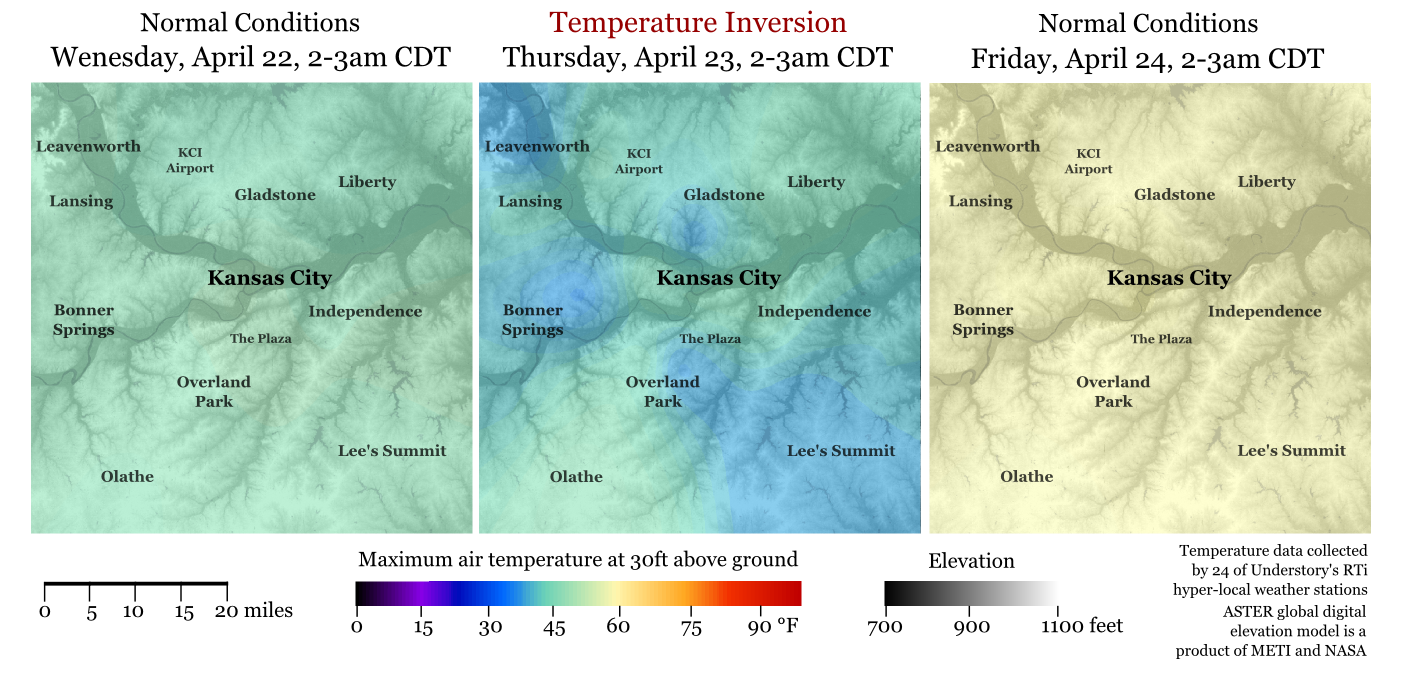 Normal Conditions
Wenesday, April 22, 2-3am CDT
Temperature Inversion
Thursday, April 23, 2-3am CDT
Normal Conditions
Friday, April 24, 2-3am CDT
Leavenworth
KCI
Airport
Liberty
Gladstone
Lansing
Kansas City
Bonner
Springs
Independence
The Plaza
Overland
Park
Lee's Summit
Olathe
Leavenworth
KCI
Airport
Liberty
Gladstone
Lansing
Kansas City
Bonner
Springs
Independence
The Plaza
Overland
Park
Lee's Summit
Olathe
Leavenworth
KCI
Airport
Liberty
Gladstone
Lansing
Kansas City
Bonner
Springs
Independence
The Plaza
Overland
Park
Lee's Summit
Olathe
0 5 10 15 20 miles
Maximum air temperature at 30ft above ground
0 15 30 45 60 75 90 °F
Elevation
700 900 1100 feet
Temperature data collected
by 24 of Understory's RTi
hyper-local weather stations
ASTER global digital
elevation model is a
product of METI and NASA